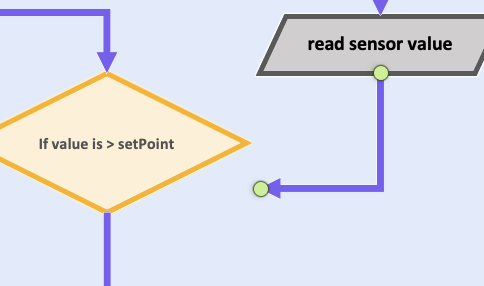 read sensor value
If value is > setPoint